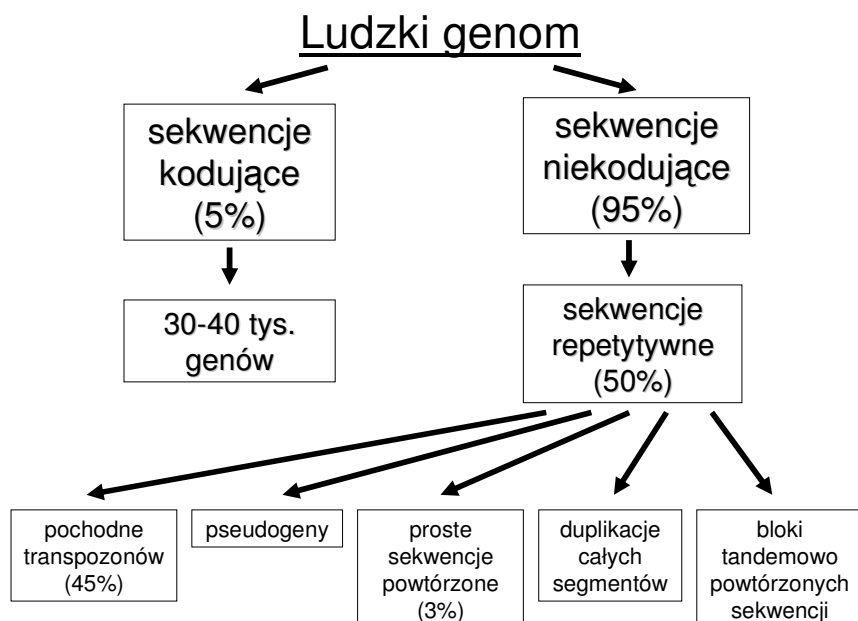 Ludzki genom
sekwencje
kodujące
(5%)
sekwencje
niekodujące
(95%)
30-40 tys.
genów
sekwencje
repetytywne
(50%)
pochodne
transpozonów
(45%)
pseudogeny
proste
sekwencje
powtórzone
(3%)
duplikacje
całych
segmentów
bloki
tandemowo
powtórzonych
sekwencji